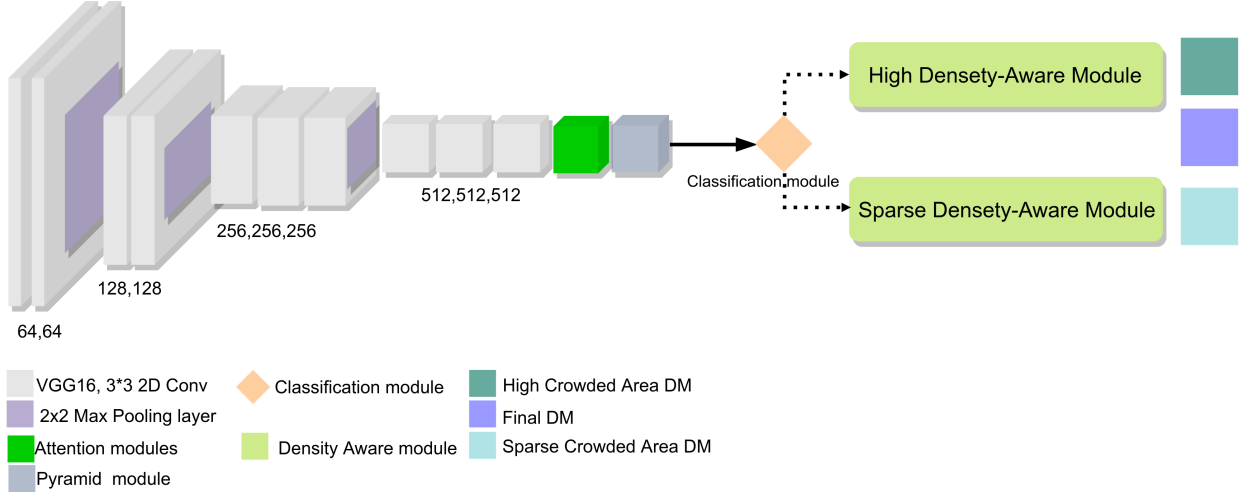 High Densety-Aware Module
Classification module
512,512,512
Sparse Densety-Aware Module
256,256,256
128,128
64,64
VGG16, 3*3 2D Conv
2x2 Max Pooling layer
Attention modules
Pyramid module
Classification module
Density Aware module
High Crowded Area DM
Final DM
Sparse Crowded Area DM